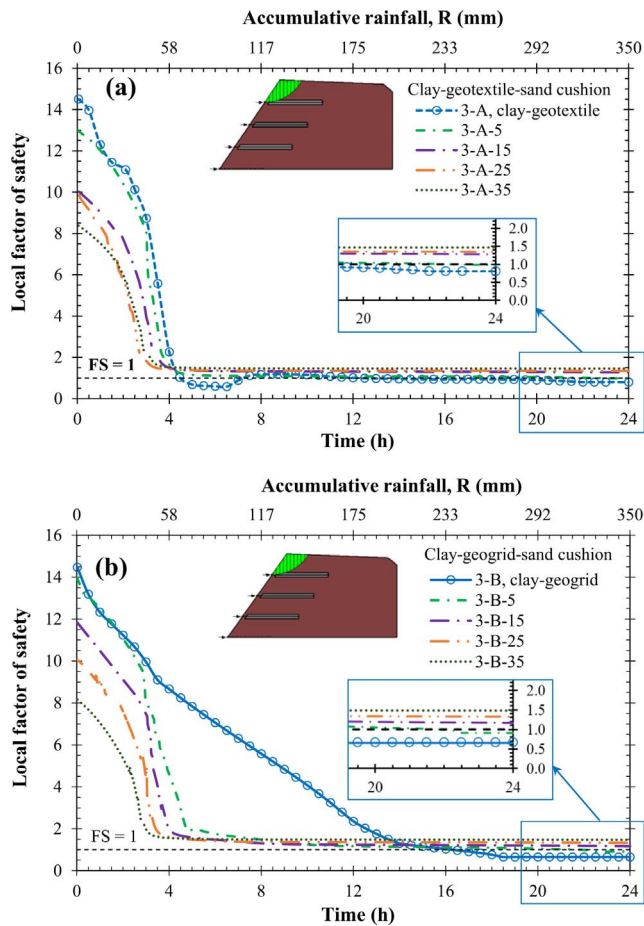 Accumulative rainfall, R (mm)
0 58 117 175 233 292 350
16
14
12
10
8
6
4
2
0
Local factor of safety
(a)
Clay-geotextile-sand cushion
3-A, clay-geotextile
3-A-5
3-A-15
3-A-25
3-A-35
2.0
1.5
1.0
0.5
0.0
20 24
FS = 1
0 4 8 12 16 20 24
Time (h)
Accumulative rainfall, R (mm)
0 58 117 175 233 292 350
16
14
12
10
8
6
4
2
0
Local factor of safety
(b)
Clay-geogrid-sand cushion
3-B, clay-geogrid
3-B-5
3-B-15
3-B-25
3-B-35
2.0
1.5
1.0
0.5
0.0
20 24
FS = 1
0 4 8 12 16 20 24
Time (h)